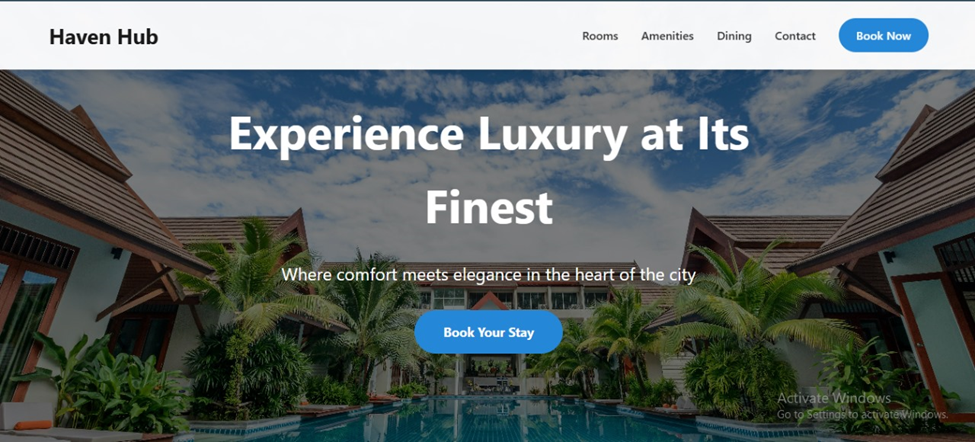 Haven Hub
Rooms Amenities Dining Contact Book Now
Experience Luxury at Its
Finest
Where comfort meets elegance in the heart of the city
Book Your Stay
Activate Windows
Go to Settings to activate Windows.